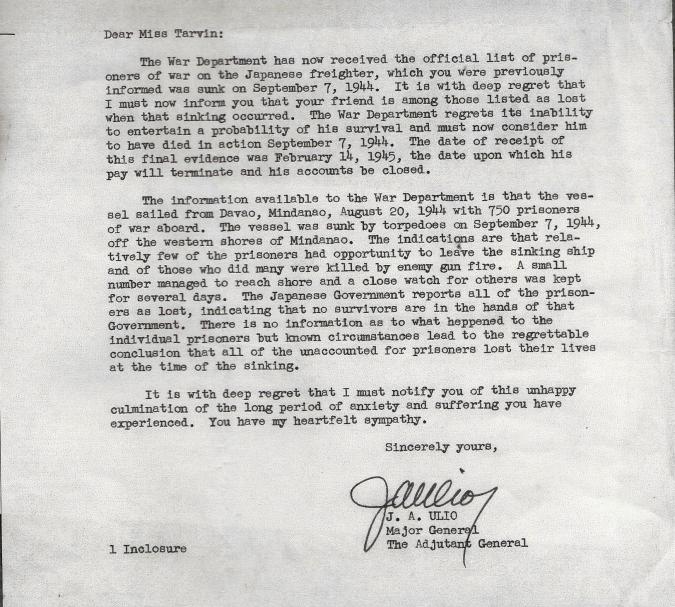 Dear Miss Tarvin:
The War Department has now received the official list of pris-
oners of war on the Japanese freighter, which you were previously
informed was sunk on September 7, 1944. It is with deep regret that
I must now inform you that your friend is among those listed as lost
when that sinking occurred. The War Department regrets its inability
to entertain a probability of his survival and must now consider him
to have died in action September 7, 1944. The date of receipt of
this final evidence was February 14, 1945, the date upon which his
pay will terminate and his accounts be closed.
The information available to the War Department is that the ves-
sel sailed from Davao, Mindanao, August 20, 1944 with 750 prisoners
of war aboard. The vessel was sunk by torpedoes on September 7, 1944,
off the western shores of Mindanao. The indications are that rela-
tively few of the prisoners had opportunity to leave the sinking ship
and of those who did many were killed by enemy gun fire. A small
number managed to reach shore and a close watch for others was kept
for several days. The Japanese Government reports all of the prison-
ers as lost, indicating that no survivors are in the hands of that
Government. There is no information as to what heppened to the
individual prisoners but known circumstances lead to the regrettable
conclusion that all of the unaccounted for prisoners lost their lives
at the time of the sinking.
It is with deep regret that I must notify you of this unhappy
culmination of the long period of anxiety and suffering you have
experienced. You have my heartfelt sympathy.
Sincerely yours,
JAUlio
J. A. ULIO
Major General
The Adjutant General
1 Inclosure